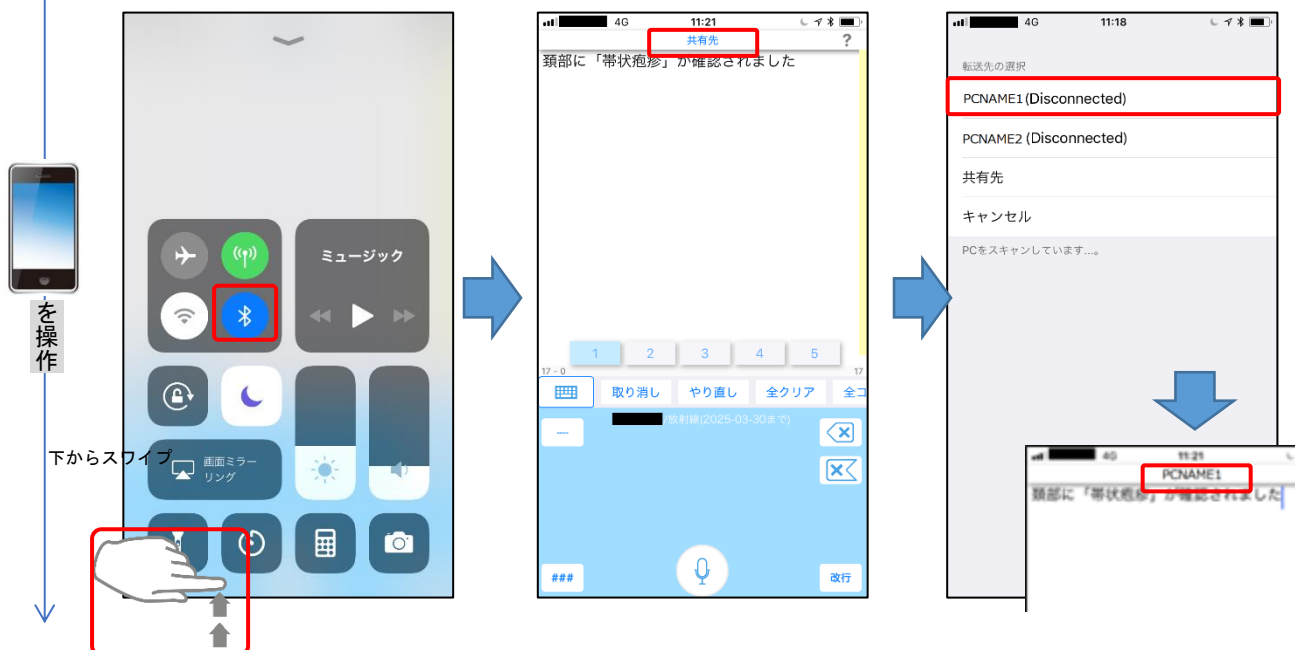 を操作
下からスワイプ
ミュージック
画面ミラー
リング
4G 11:21
共有先 ?
頚部に「帯状疱疹」が確認されました
1 2 3 4 5
17 - 0 17
取り消し やり直し 全クリア 全コ
/放射線(2025-03-30まで)
###
改行
4G 11:18
転送先の選択
PCNAME1(Disconnected)
PCNAME2 (Disconnected)
共有先
キャンセル
PCをスキャンしています...。
4G 11:21
PCNAME1
頚部に「帯状疱疹」が確認されました